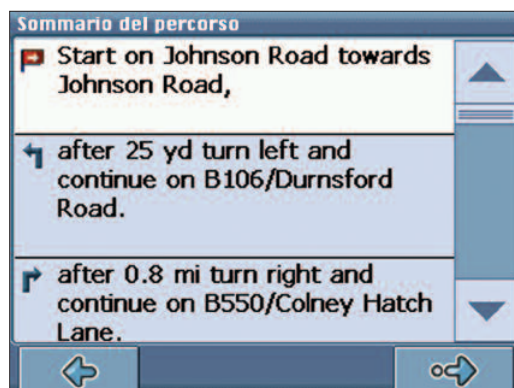 Sommario del percorso
Start on Johnson Road towards
Johnson Road,
after 25 yd turn left and
continue on B106/Durnsford
Road.
after 0.8 mi turn right and
continue on B550/Colney Hatch
Lane.